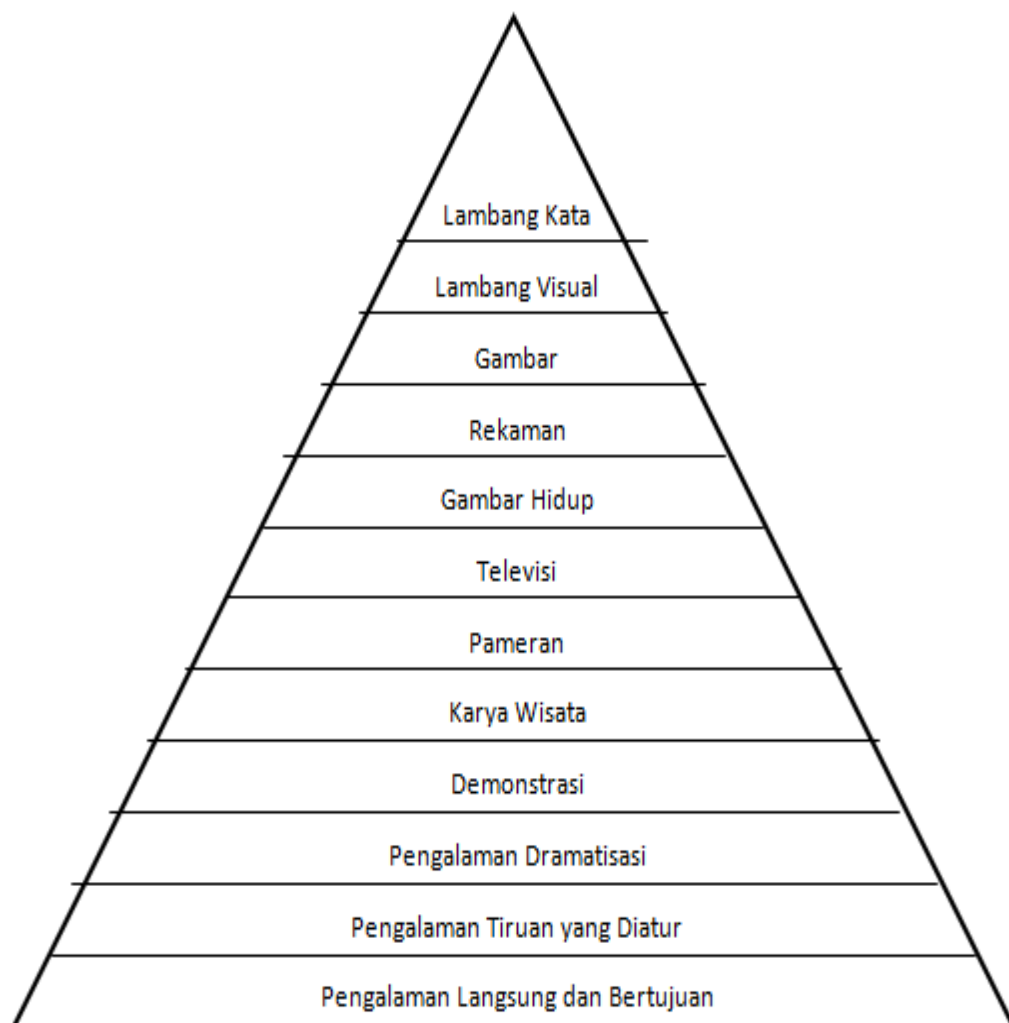 Lambang Kata
Lambang Visual
Gambar
Rekaman
Gambar Hidup
Televisi
Pameran
Karya Wisata
Demonstrasi
Pengalaman Dramatisasi
Pengalaman Tiruan yang Diatur
Pengalaman Langsung dan Bertujuan